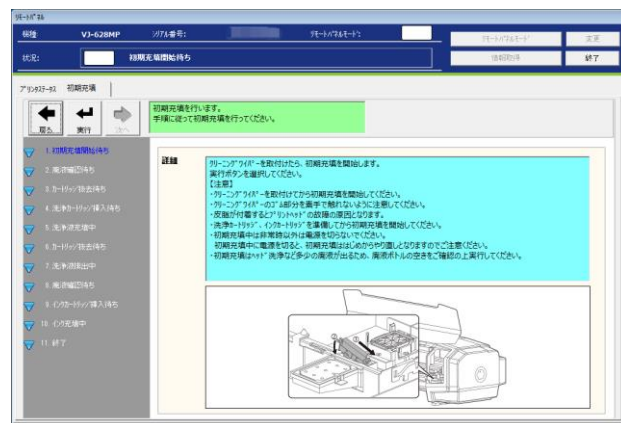 ﾘﾓｰﾄﾊﾟﾈﾙ
機種: VJ-628MP ｼﾘｱﾙ番号: ﾘﾓｰﾄﾊﾟﾈﾙﾓｰﾄﾞ: ﾘﾓｰﾄﾊﾟﾈﾙﾓｰﾄﾞ 変更
状況: 初期充填開始待ち 情報取得 終了
ﾌﾟﾘﾝﾀｽﾃｰﾀｽ 初期充填
戻る 実行 次へ
初期充填を行います。
手順に従って初期充填を行ってください。
1. 初期充填開始待ち
2. 廃液確認待ち
3. ｶｰﾄﾘｯｼﾞ除去待ち
4. 洗浄ｶｰﾄﾘｯｼﾞ挿入待ち
5. 洗浄液充填中
6. ｶｰﾄﾘｯｼﾞ除去待ち
7. 洗浄液排出中
8. 廃液確認待ち
9. ｲﾝｸｶｰﾄﾘｯｼﾞ挿入待ち
10. ｲﾝｸ充填中
11. 終了
詳細
ｸﾘｰﾆﾝｸﾞﾜｲﾊﾟｰを取付けたら、初期充填を開始します。
実行ボタンを選択してください。
【注意】
・ｸﾘｰﾆﾝｸﾞﾜｲﾊﾟｰを取付けてから初期充填を開始してください。
・ｸﾘｰﾆﾝｸﾞﾜｲﾊﾟｰのｺﾞﾑ部分を素手で触れないように注意してください。
・皮脂が付着するとﾌﾟﾘﾝﾄﾍｯﾄﾞの故障の原因となります。
・洗浄ｶｰﾄﾘｯｼﾞ、ｲﾝｸｶｰﾄﾘｯｼﾞを準備してから初期充填を開始してください。
・初期充填中は非常時以外は電源を切らないでください。
初期充填中に電源を切ると、初期充填ははじめからやり直しとなりますのでご注意ください。
・初期充填はﾍｯﾄﾞ洗浄など多少の廃液が出るため、廃液ボトルの空きをご確認の上実行してください。